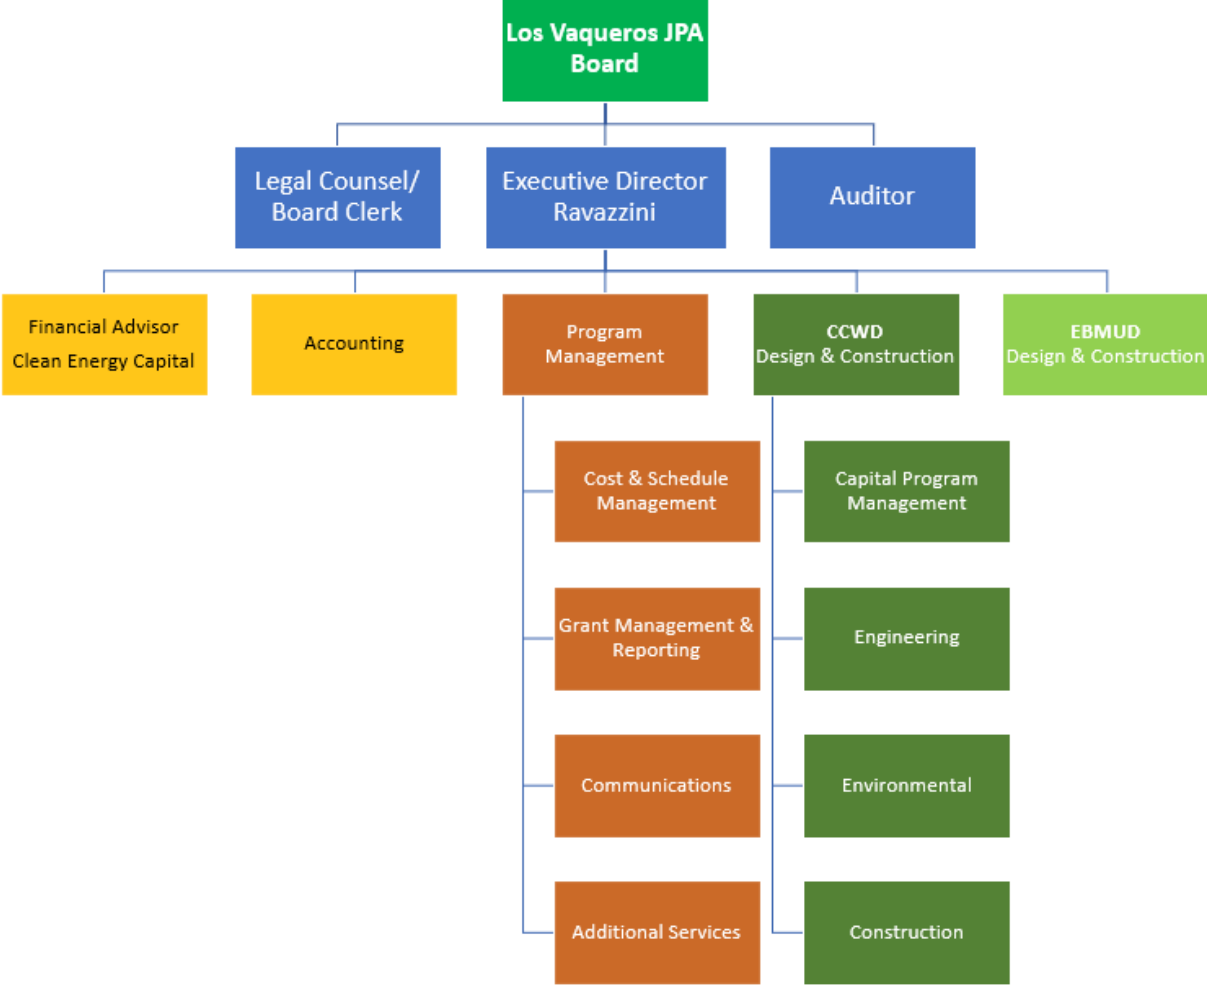 Los Vaqueros JPA
Board
Legal Counsel/
Board Clerk
Executive Director
Ravazzini
Auditor
Financial Advisor
Clean Energy Capital
Accounting
Program
Management
CCWD
Design & Construction
EBMUD
Design & Construction
Cost & Schedule
Management
Capital Program
Management
Grant Management &
Reporting
Engineering
Communications
Environmental
Additional Services
Construction